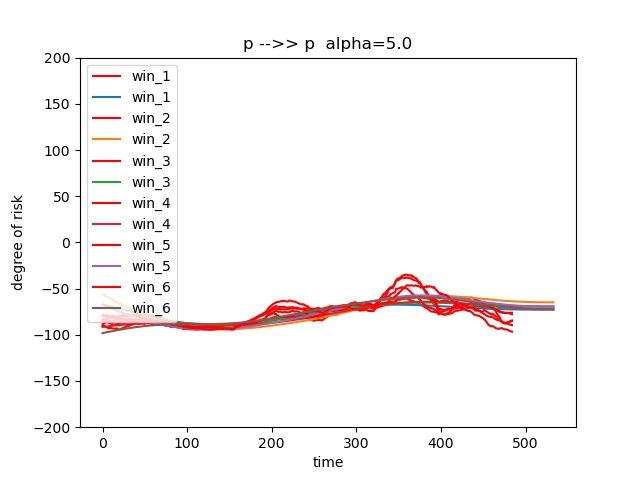 p -->> p  alpha=5.0
200
150
100
50
0
−50
−100
−150
−200
degree of risk
win_1
win_1
win_2
win_2
win_3
win_3
win_4
win_4
win_5
win_5
win_6
win_6
0 100 200 300 400 500
time